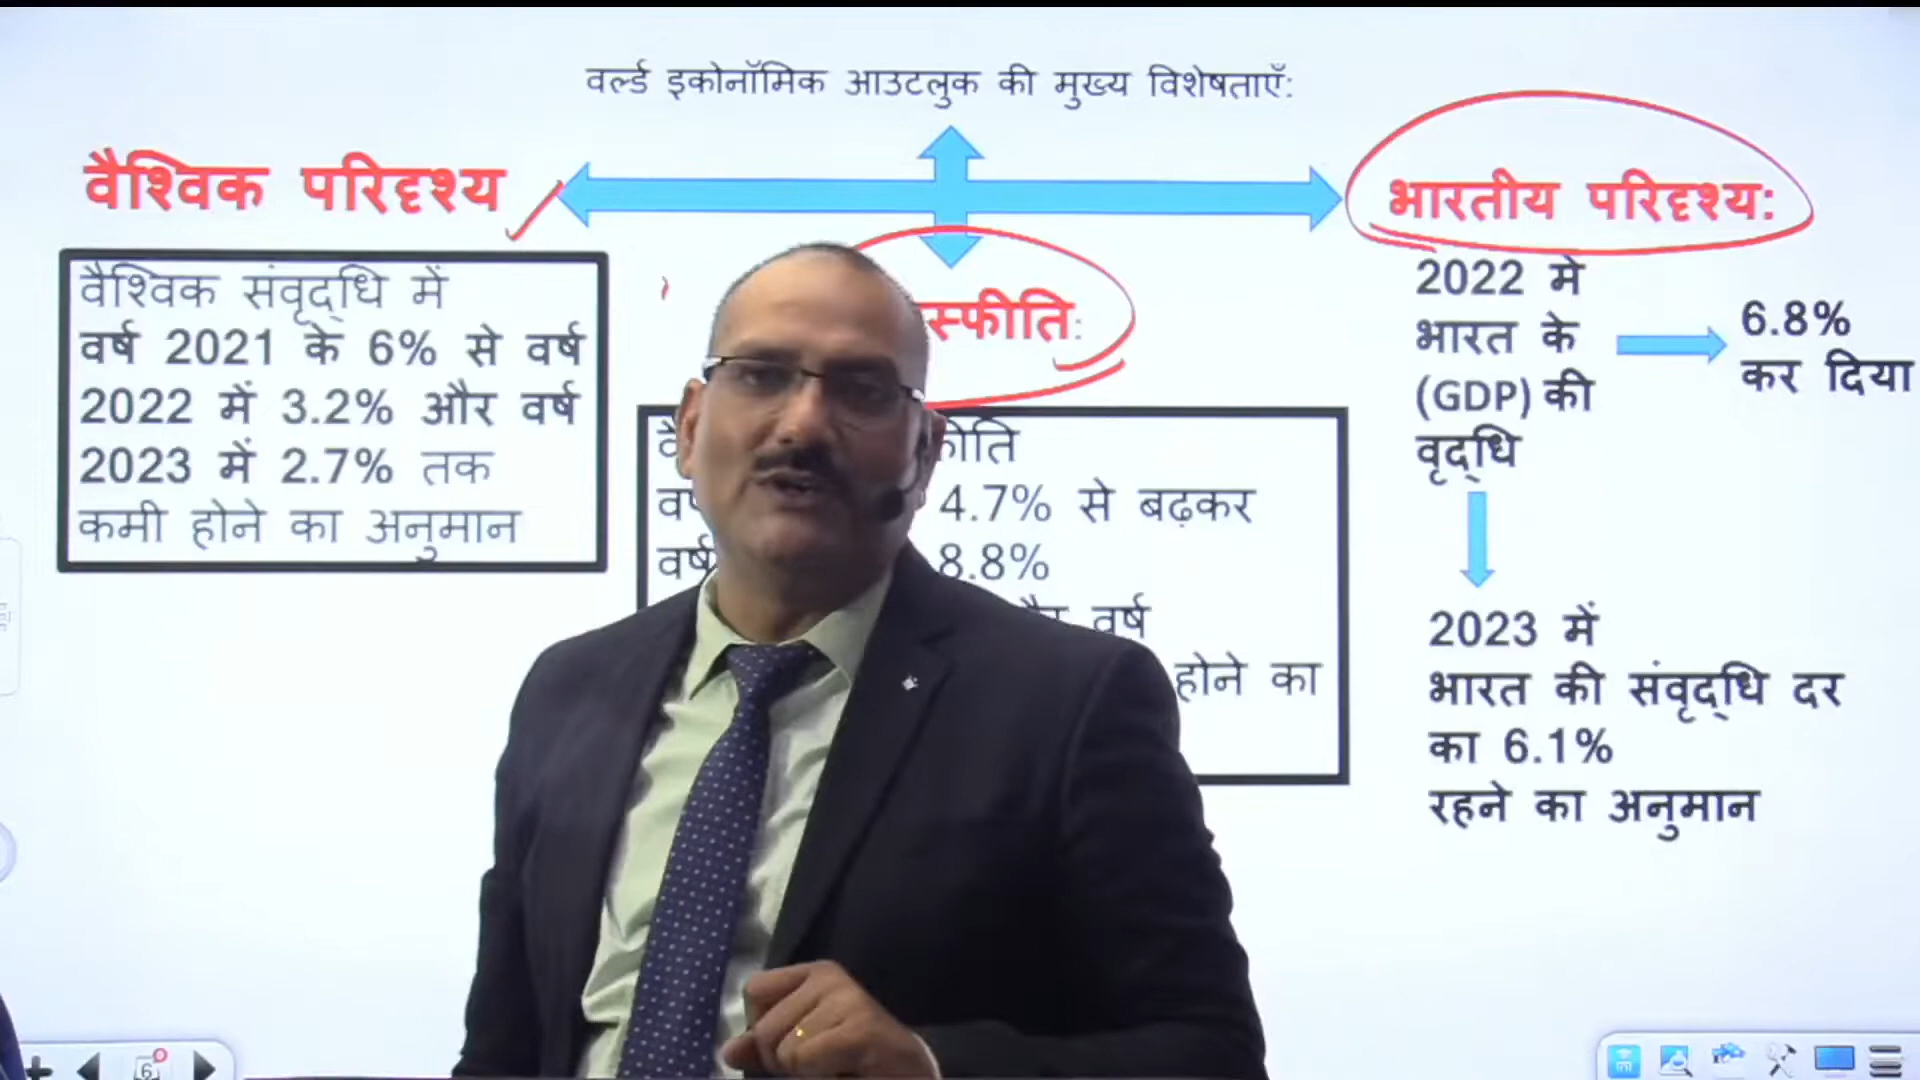 वर्ल्ड इकोनॉमिक आउटलुक की मुख्य विशेषताएँ:
वैश्विक परिदृश्य
वैश्विक संवृद्धि में
वर्ष 2021 के 6% से वर्ष
2022 में 3.2% और वर्ष
2023 में 2.7% तक
कमी होने का अनुमान
4.7% से बढ़कर
8.8%
वर्ष
होने का
भारतीय परिदृश्य:
2022 मे
भारत के
(GDP) की
वृद्धि
6.8%
कर दिया
2023 में
भारत की संवृद्धि दर
का 6.1%
रहने का अनुमान
6